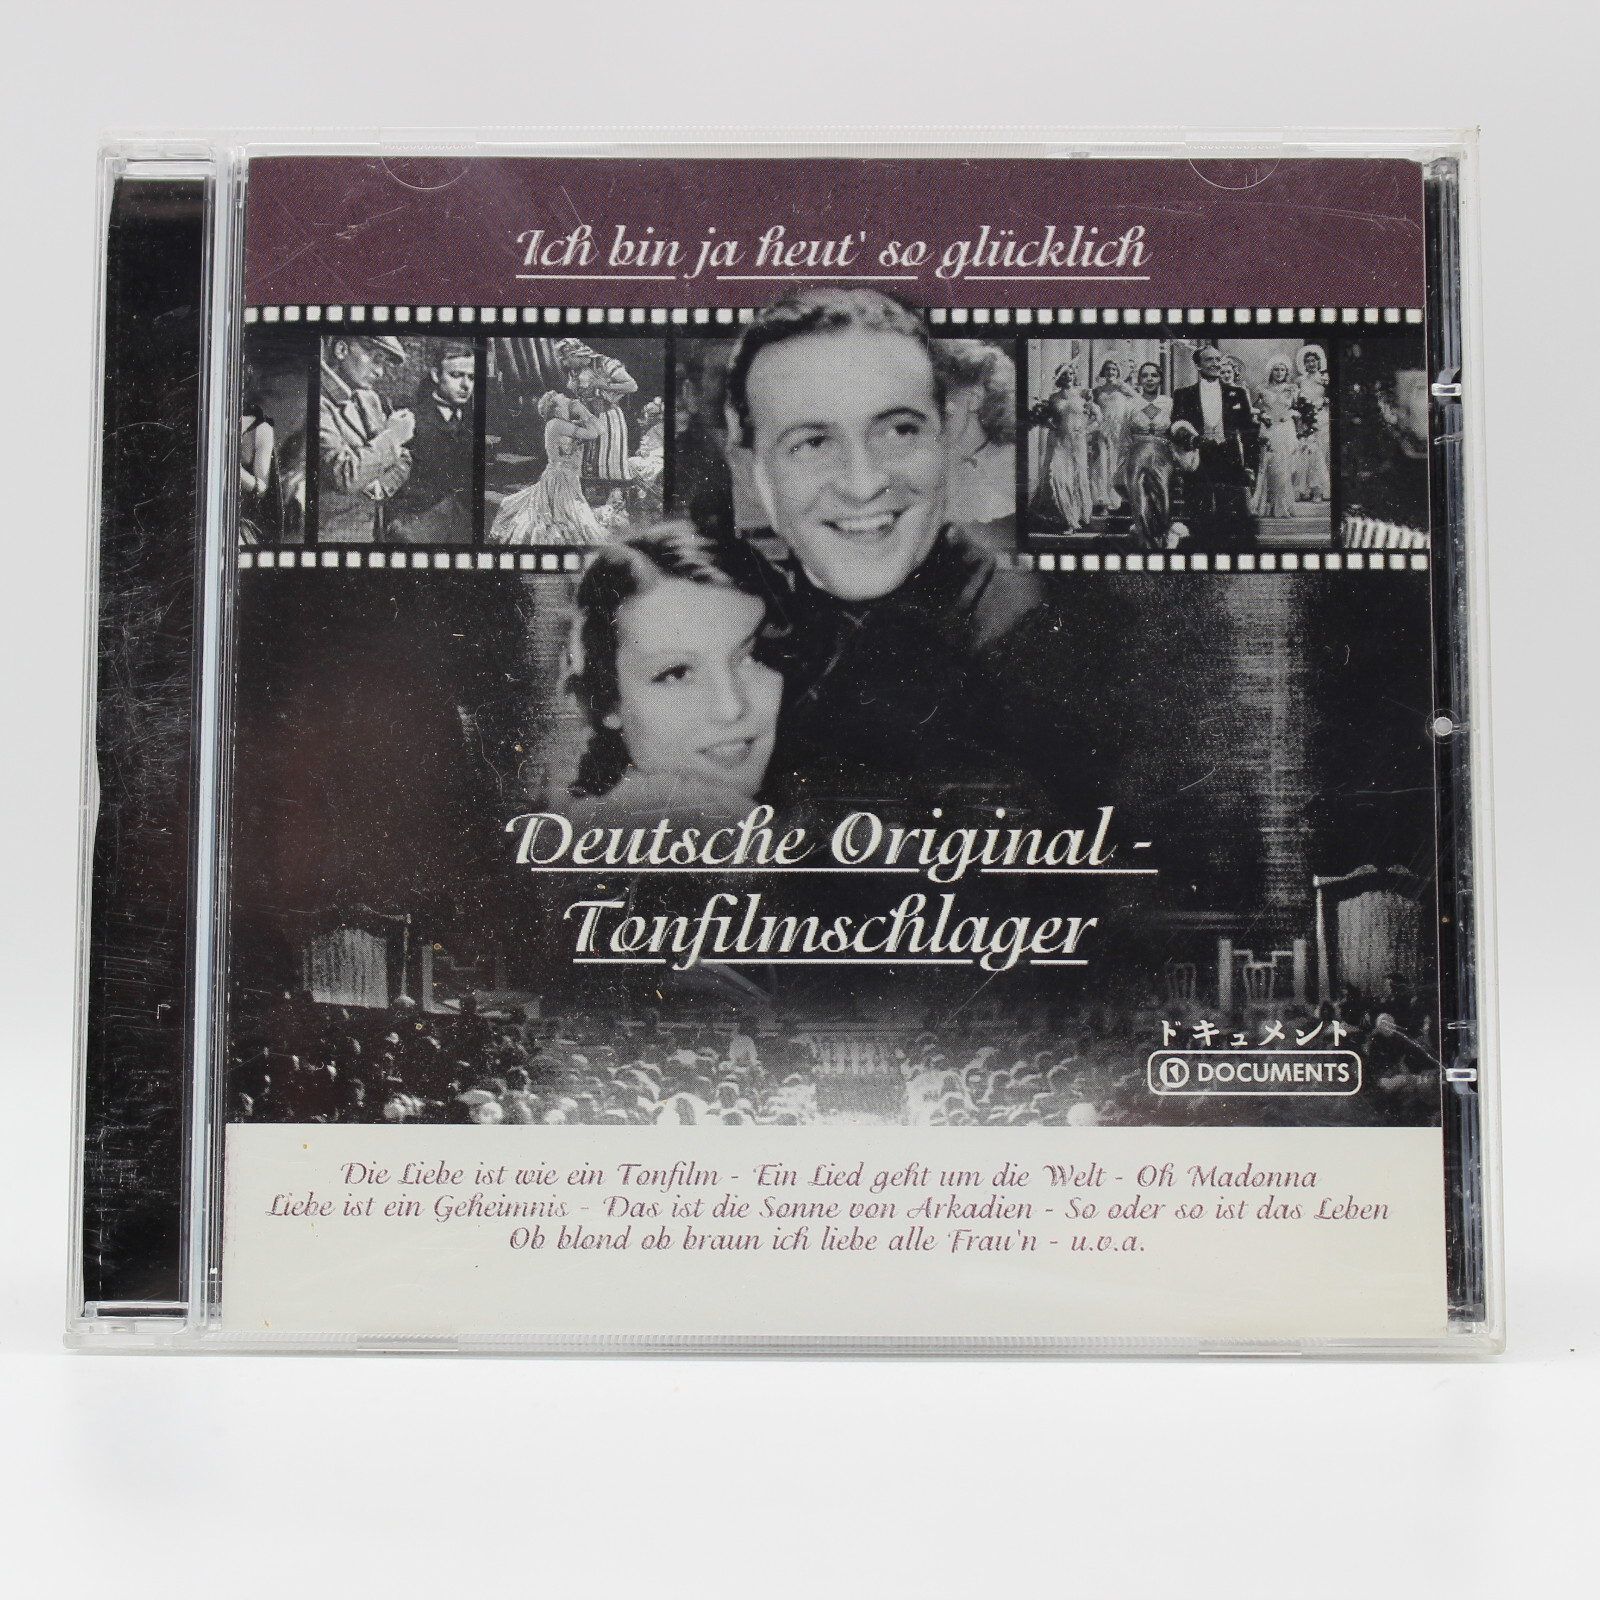 Ich bin ja heut' so glücklich
Deutsche Original -
Tonfilmschlager
ドキュメント
DOCUMENTS
Die Liebe ist wie ein Tonfilm - Ein Lied geht um die Welt - Oh Madonna
Liebe ist ein Geheimnis - Das ist die Sonne von Arkadien - So oder so ist das Leben
Ob blond ob braun ich liebe alle Frau'n - u.v.a.